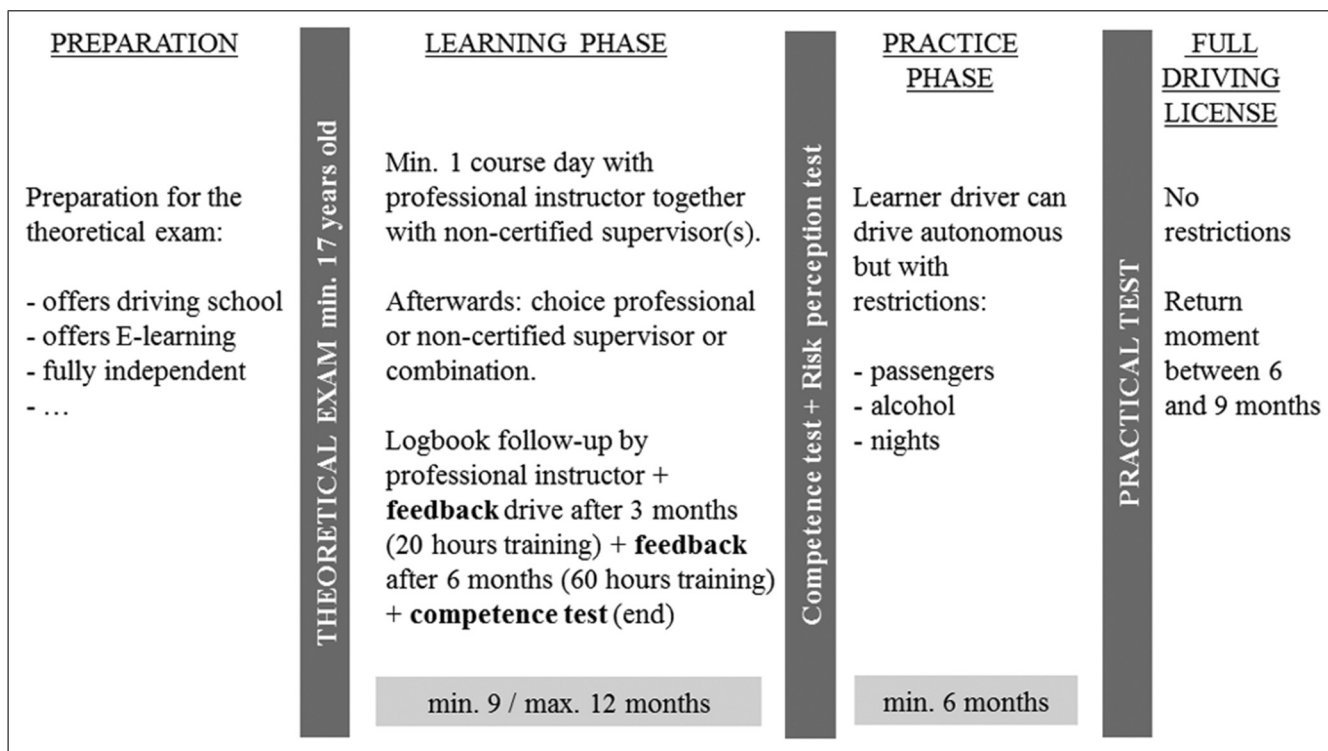 PREPARATION
Preparation for the
theoretical exam:
- offers driving school
- offers E-learning
- fully independent
- …
THEORETICAL EXAM min. 17 years old
LEARNING PHASE
Min. 1 course day with
professional instructor together
with non-certified supervisor(s).
Afterwards: choice professional
or non-certified supervisor or
combination.
Logbook follow-up by
professional instructor +
feedback drive after 3 months
(20 hours training) + feedback
after 6 months (60 hours training)
+ competence test (end)
min. 9 / max. 12 months
Competence test + Risk perception test
PRACTICE
PHASE
Learner driver can
drive autonomous
but with
restrictions:
- passengers
- alcohol
- nights
min. 6 months
PRACTICAL TEST
FULL
DRIVING
LICENSE
No
restrictions
Return
moment
between 6
and 9 months